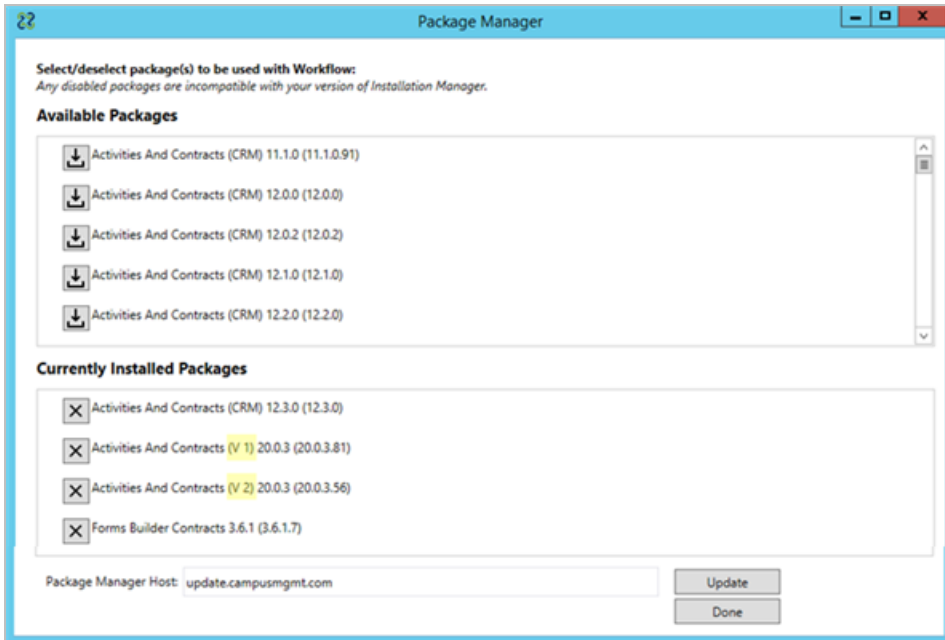 Package Manager
Select/deselect package(s) to be used with Workflow:
Any disabled packages are incompatible with your version of Installation Manager.
Available Packages
Activities And Contracts (CRM) 11.1.0 (11.1.0.91)
Activities And Contracts (CRM) 12.0.0 (12.0.0)
Activities And Contracts (CRM) 12.0.2 (12.0.2)
Activities And Contracts (CRM) 12.1.0 (12.1.0)
Activities And Contracts (CRM) 12.2.0 (12.2.0)
Currently Installed Packages
Activities And Contracts (CRM) 12.3.0 (12.3.0)
Activities And Contracts (V 1) 20.0.3 (20.0.3.81)
Activities And Contracts (V 2) 20.0.3 (20.0.3.56)
Forms Builder Contracts 3.6.1 (3.6.1.7)
Package Manager Host: update.campusmgmt.com Update
Done